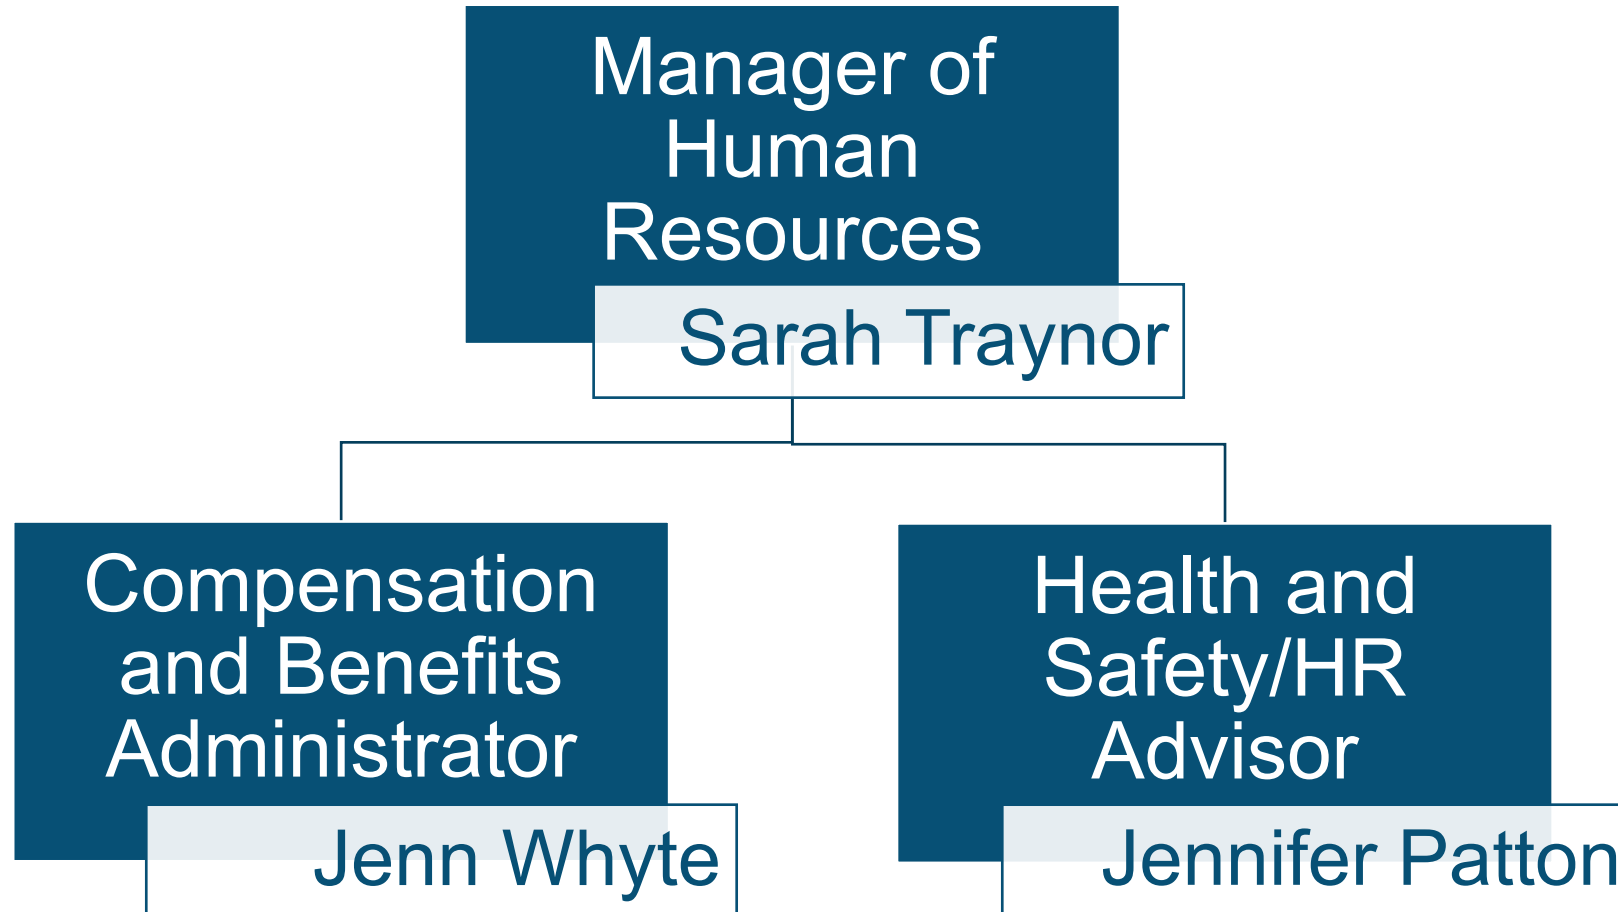 Manager of
Human
Resources
Sarah Traynor
Compensation
and Benefits
Administrator
Jenn Whyte
Health and
Safety/HR
Advisor
Jennifer Patton